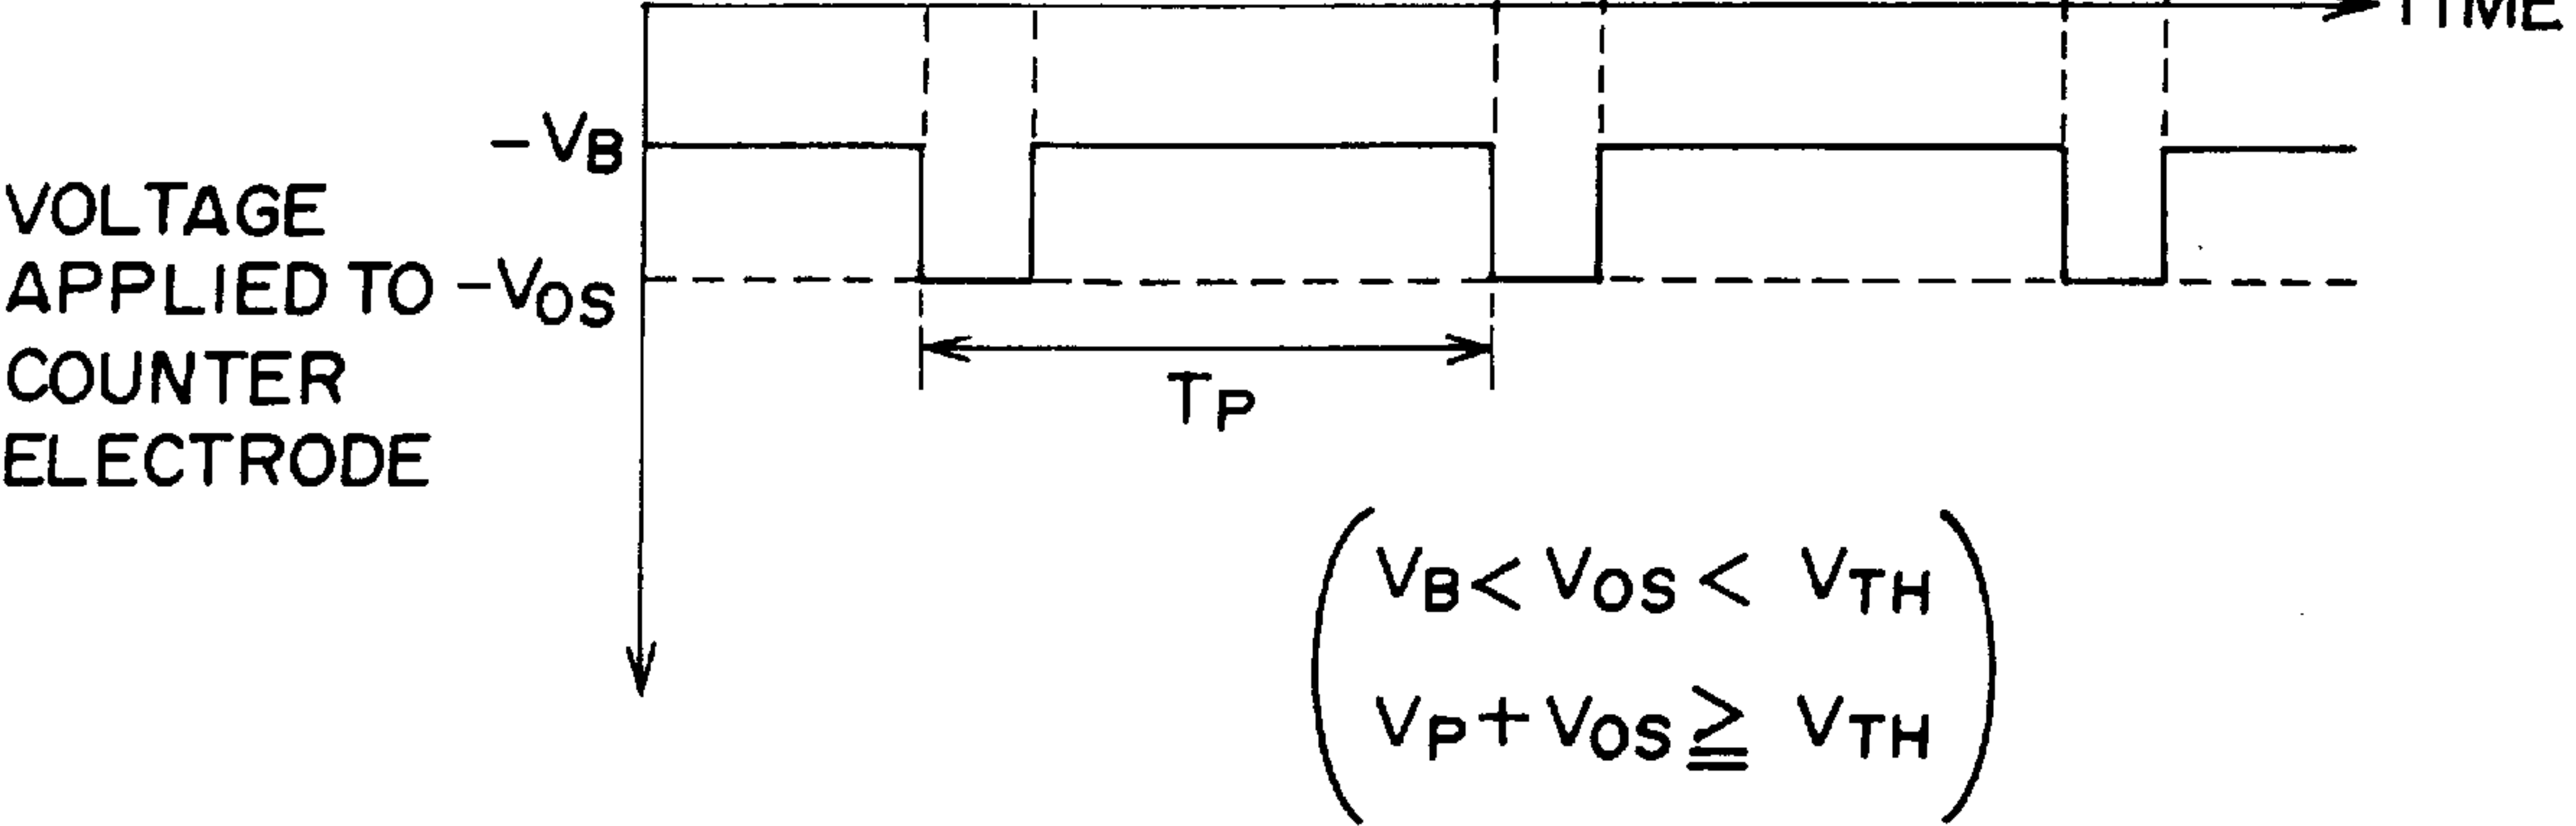 TIME
-VB
VOLTAGE
APPLIED TO
-VOS
COUNTER
ELECTRODE
TP
VB < VOS < VTH
VP + VOS ≧ VTH